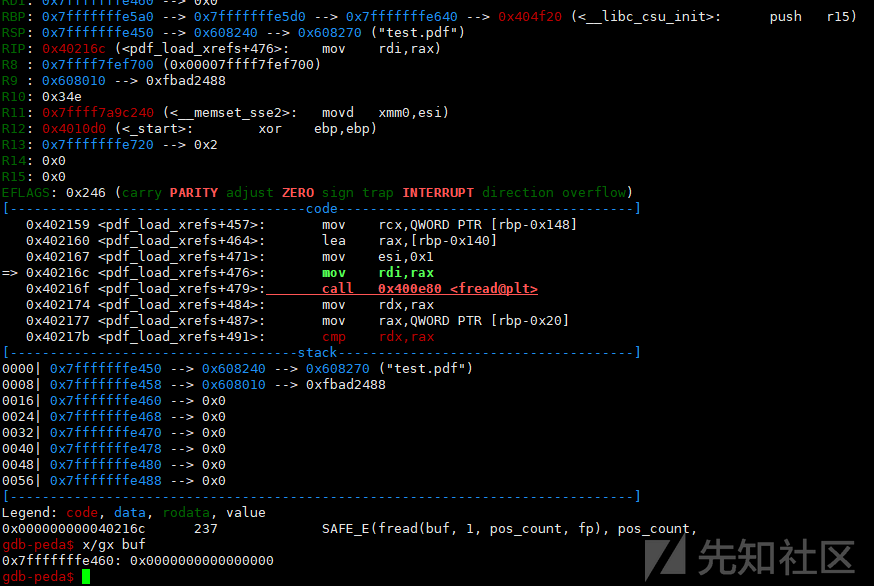 RDI: 0x7fffffffe460 --> 0x0
RBP: 0x7fffffffe5a0 --> 0x7fffffffe5d0 --> 0x7fffffffe640 --> 0x404f20 (<__libc_csu_init>: push r15)
RSP: 0x7fffffffe450 --> 0x608240 --> 0x608270 ("test.pdf")
RIP: 0x40216c (<pdf_load_xrefs+476>: mov rdi,rax)
R8 : 0x7ffff7fef700 (0x00007ffff7fef700)
R9 : 0x608010 --> 0xfbad2488
R10: 0x34e
R11: 0x7ffff7a9c240 (<__memset_sse2>: movd xmm0,esi)
R12: 0x4010d0 (<_start>: xor ebp,ebp)
R13: 0x7fffffffe720 --> 0x2
R14: 0x0
R15: 0x0
EFLAGS: 0x246 (carry PARITY adjust ZERO sign trap INTERRUPT direction overflow)
[-------------------------------------code-------------------------------------]
0x402159 <pdf_load_xrefs+457>: mov rcx,QWORD PTR [rbp-0x148]
0x402160 <pdf_load_xrefs+464>: lea rax,[rbp-0x140]
0x402167 <pdf_load_xrefs+471>: mov esi,0x1
=> 0x40216c <pdf_load_xrefs+476>: mov rdi,rax
0x40216f <pdf_load_xrefs+479>: call 0x400e80 <fread@plt>
0x402174 <pdf_load_xrefs+484>: mov rdx,rax
0x402177 <pdf_load_xrefs+487>: mov rax,QWORD PTR [rbp-0x20]
0x40217b <pdf_load_xrefs+491>: cmp rdx,rax
[------------------------------------stack-------------------------------------]
0000| 0x7fffffffe450 --> 0x608240 --> 0x608270 ("test.pdf")
0008| 0x7fffffffe458 --> 0x608010 --> 0xfbad2488
0016| 0x7fffffffe460 --> 0x0
0024| 0x7fffffffe468 --> 0x0
0032| 0x7fffffffe470 --> 0x0
0040| 0x7fffffffe478 --> 0x0
0048| 0x7fffffffe480 --> 0x0
0056| 0x7fffffffe488 --> 0x0
[------------------------------------------------------------------------------]
Legend: code, data, rodata, value
0x000000000040216c 237 SAFE_E(fread(buf, 1, pos_count, fp), pos_count,
gdb-peda$ x/gx buf
0x7fffffffe460: 0x0000000000000000
gdb-peda$
先知社区